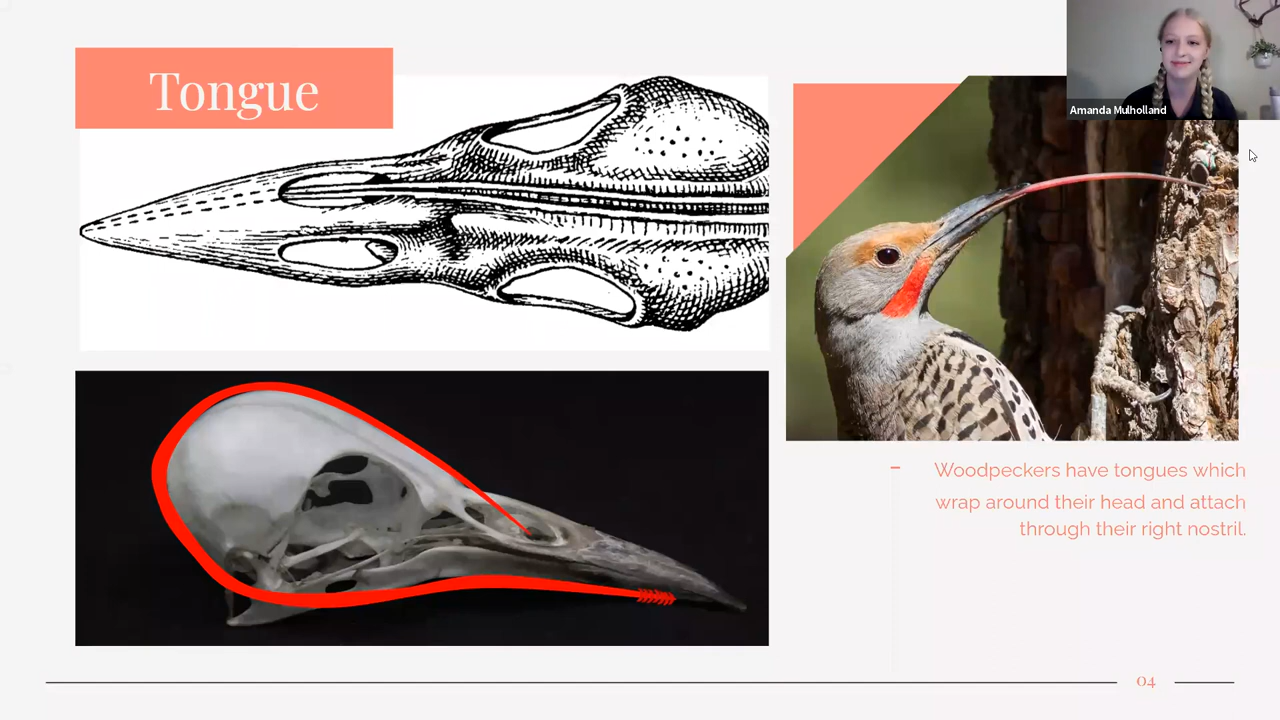 Tongue
Amanda Mulholland
- Woodpeckers have tongues which
wrap around their head and attach
through their right nostril.
04